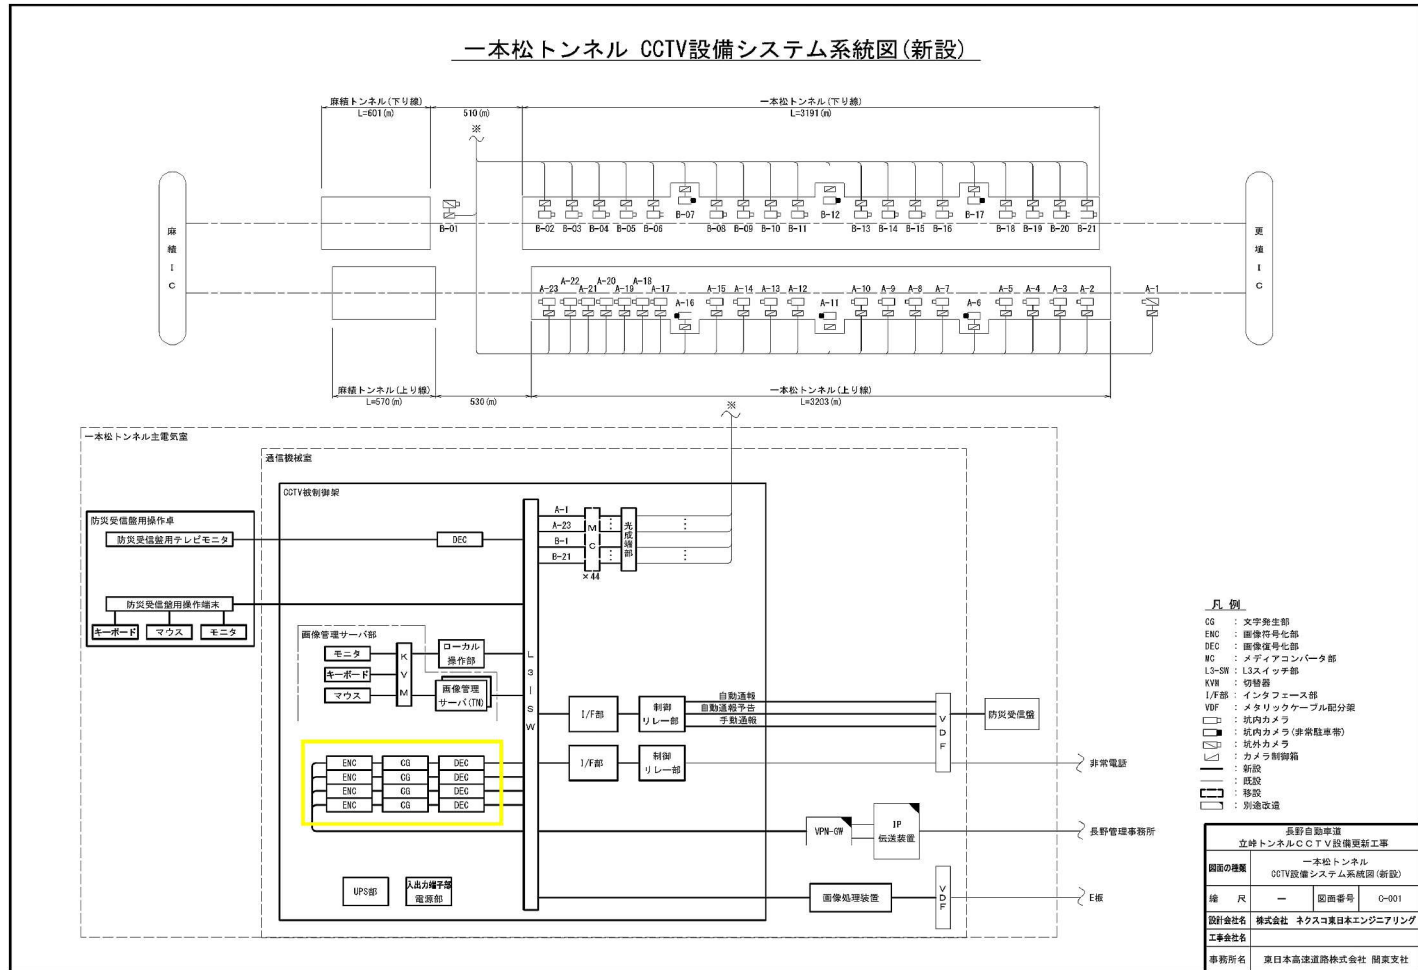 一本松トンネル CCTV設備システム系統図(新設)
麻績トンネル(下り線)
L=601(m)
510(m)
一本松トンネル(下り線)
L=3191(m)
※
麻績IC
更埴IC
B-01
B-02
B-03
B-04
B-05
B-06
B-07
B-08
B-09
B-10
B-11
B-12
B-13
B-14
B-15
B-16
B-17
B-18
B-19
B-20
B-21
A-23
A-22
A-21
A-20
A-19
A-18
A-17
A-16
A-15
A-14
A-13
A-12
A-11
A-10
A-9
A-8
A-7
A-6
A-5
A-4
A-3
A-2
A-1
麻績トンネル(上り線)
L=570(m)
530(m)
一本松トンネル(上り線)
L=3203(m)
※
一本松トンネル主電気室
通信機械室
CCTV被制御架
防災受信盤用操作卓
防災受信盤用テレビモニタ
防災受信盤用操作端末
キーボード
マウス
モニタ
DEC
A-1
A-23
B-1
B-21
MC
×44
光成端部
画像管理サーバ部
モニタ
キーボード
マウス
KVM
ローカル
操作部
画像管理
サーバ(TN)
L3-SW
I/F部
制御
リレー部
自動通報
自動通報予告
手動通報
VDF
防災受信盤
I/F部
制御
リレー部
非常電話
ENC CG DEC
ENC CG DEC
ENC CG DEC
ENC CG DEC
VPN-GW
IP
伝送装置
長野管理事務所
UPS部
入出力端子部
電源部
画像処理装置
VDF
E板
凡例
CG : 文字発生部
ENC : 画像符号化部
DEC : 画像復号化部
MC : メディアコンバータ部
L3-SW : L3スイッチ部
KVM : 切替器
I/F部 : インタフェース部
VDF : メタリックケーブル配分架
: 坑内カメラ
: 坑内カメラ(非常駐車帯)
: 坑外カメラ
: カメラ制御箱
: 新設
: 既設
: 移設
: 別途改造
長野自動車道
立峠トンネルCCTV設備更新工事
図面の種類 一本松トンネル
CCTV設備システム系統図(新設)
縮尺 — 図面番号 C-001
設計会社名 株式会社 ネクスコ東日本エンジニアリング
工事会社名
事務所名 東日本高速道路株式会社 関東支社